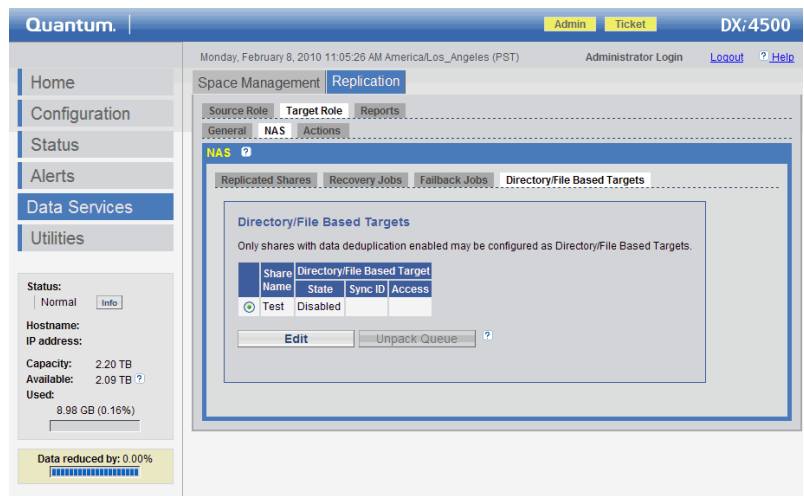 Quantum. Admin Ticket DXi4500
Monday, February 8, 2010 11:05:26 AM America/Los_Angeles (PST) Administrator Login Logout ? Help
Home
Configuration
Status
Alerts
Data Services
Utilities
Status:
Normal Info
Hostname:
IP address:
Capacity: 2.20 TB
Available: 2.09 TB ?
Used:
8.98 GB (0.16%)
Data reduced by: 0.00%
Space Management Replication
Source Role Target Role Reports
General NAS Actions
NAS ?
Replicated Shares Recovery Jobs Failback Jobs Directory/File Based Targets
Directory/File Based Targets
Only shares with data deduplication enabled may be configured as Directory/File Based Targets.
Share Name Directory/File Based Target
State Sync ID Access
Test Disabled
Edit Unpack Queue ?